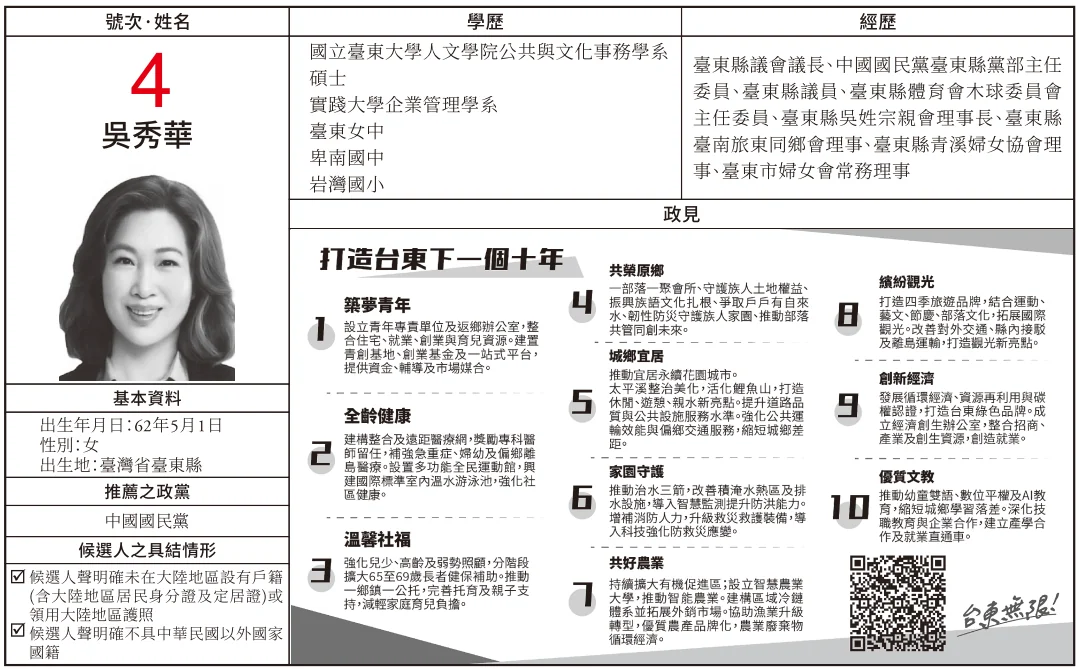 號次·姓名
4
吳秀華
基本資料
出生年月日：62年5月1日
性別：女
出生地：臺灣省臺東縣
推薦之政黨
中國國民黨
候選人之具結情形
☑候選人聲明確未在大陸地區設有戶籍
(含大陸地區居民身分證及定居證)或
領用大陸地區護照
☑候選人聲明確不具中華民國以外國家
國籍
學歷
國立臺東大學人文學院公共與文化事務學系
碩士
實踐大學企業管理學系
臺東女中
卑南國中
岩灣國小
經歷
臺東縣議會議長、中國國民黨臺東縣黨部主任
委員、臺東縣議員、臺東縣體育會木球委員會
主任委員、臺東縣吳姓宗親會理事長、臺東縣
臺南旅東同鄉會理事、臺東縣青溪婦女協會理
事、臺東市婦女會常務理事
政見
打造台東下一個十年
1
築夢青年
設立青年專責單位及返鄉辦公室，整
合住宅、就業、創業與育兒資源。建置
青創基地、創業基金及一站式平台，
提供資金、輔導及市場媒合。
2
全齡健康
建構整合及遠距醫療網，獎勵專科醫
師留任，補強急重症、婦幼及偏鄉離
島醫療。設置多功能全民運動館，興
建國際標準室內溫水游泳池，強化社
區健康。
3
溫馨社福
強化兒少、高齡及弱勢照顧，分階段
擴大65至69歲長者健保補助。推動
一鄉鎮一公托，完善托育及親子支
持，減輕家庭育兒負擔。
4
共榮原鄉
一部落一聚會所、守護族人土地權益、
振興族語文化扎根、爭取戶戶有自來
水、韌性防災守護族人家園、推動部落
共管同創未來。
5
城鄉宜居
推動宜居永續花園城市。
太平溪整治美化，活化鯉魚山，打造
休閒、遊憩、親水新亮點。提升道路品
質與公共設施服務水準。強化公共運
輸效能與偏鄉交通服務，縮短城鄉差
距。
6
家園守護
推動治水三箭，改善積淹水熱區及排
水設施，導入智慧監測提升防洪能力。
增補消防人力，升級救災救護裝備，導
入科技強化防救災應變。
7
共好農業
持續擴大有機促進區；設立智慧農業
大學，推動智能農業。建構區域冷鏈
體系並拓展外銷市場。協助漁業升級
轉型，優質農產品牌化，農業廢棄物
循環經濟。
8
繽紛觀光
打造四季旅遊品牌，結合運動、
藝文、節慶、部落文化，拓展國際
觀光。改善對外交通、縣內接駁
及離島運輸，打造觀光新亮點。
9
創新經濟
發展循環經濟、資源再利用與碳
權認證，打造台東綠色品牌。成
立經濟創生辦公室，整合招商、
產業及創生資源，創造就業。
10
優質文教
推動幼童雙語、數位平權及AI教
育，縮短城鄉學習落差。深化技
職教育與企業合作，建立產學合
作及就業直通車。
台東無限！